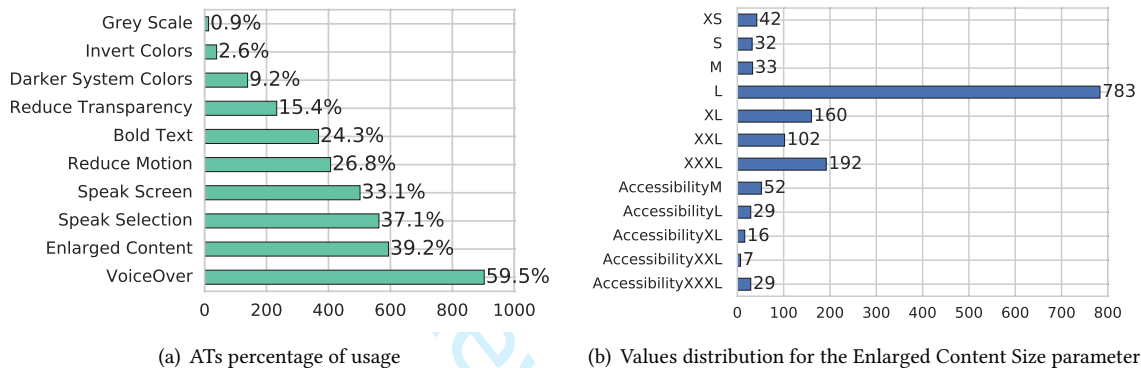 Grey Scale 0.9%
Invert Colors 2.6%
Darker System Colors 9.2%
Reduce Transparency 15.4%
Bold Text 24.3%
Reduce Motion 26.8%
Speak Screen 33.1%
Speak Selection 37.1%
Enlarged Content 39.2%
VoiceOver 59.5%
0 200 400 600 800 1000
(a) ATs percentage of usage
XS 42
S 32
M 33
L 783
XL 160
XXL 102
XXXL 192
AccessibilityM 52
AccessibilityL 29
AccessibilityXL 16
AccessibilityXXL 7
AccessibilityXXXL 29
0 100 200 300 400 500 600 700 800
(b) Values distribution for the Enlarged Content Size parameter